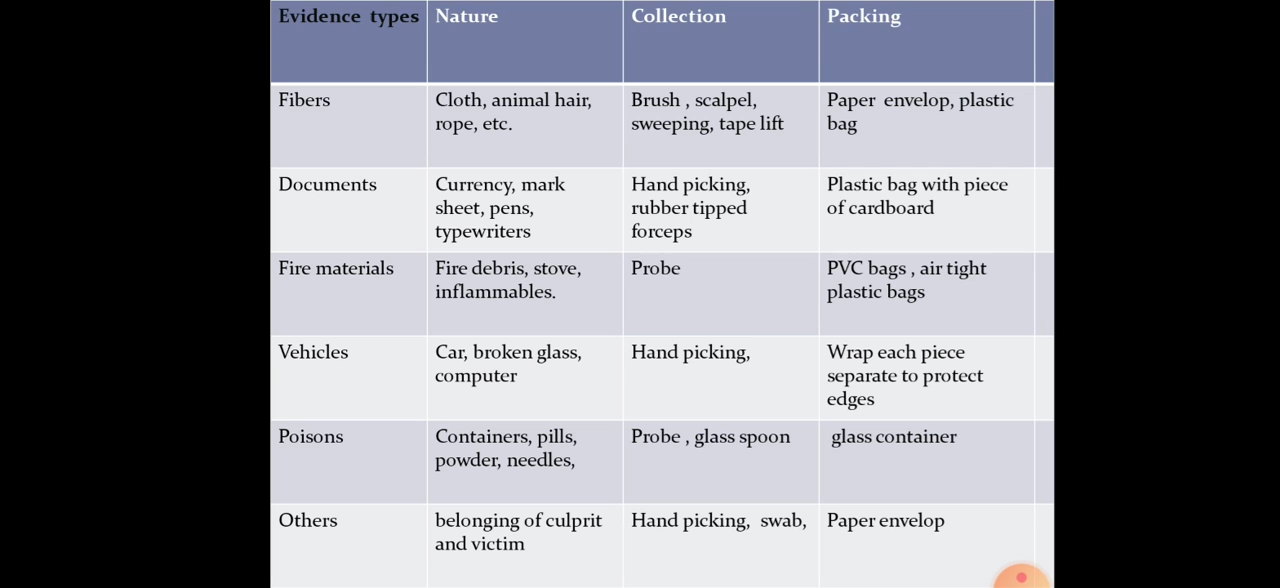 Evidence types Nature Collection Packing
Fibers Cloth, animal hair, Brush , scalpel, Paper envelop, plastic
rope, etc. sweeping, tape lift bag
Documents Currency, mark Hand picking, Plastic bag with piece
sheet, pens, rubber tipped of cardboard
typewriters forceps
Fire materials Fire debris, stove, Probe PVC bags , air tight
inflammables. plastic bags
Vehicles Car, broken glass, Hand picking, Wrap each piece
computer separate to protect
edges
Poisons Containers, pills, Probe , glass spoon glass container
powder, needles,
Others belonging of culprit Hand picking, swab, Paper envelop
and victim